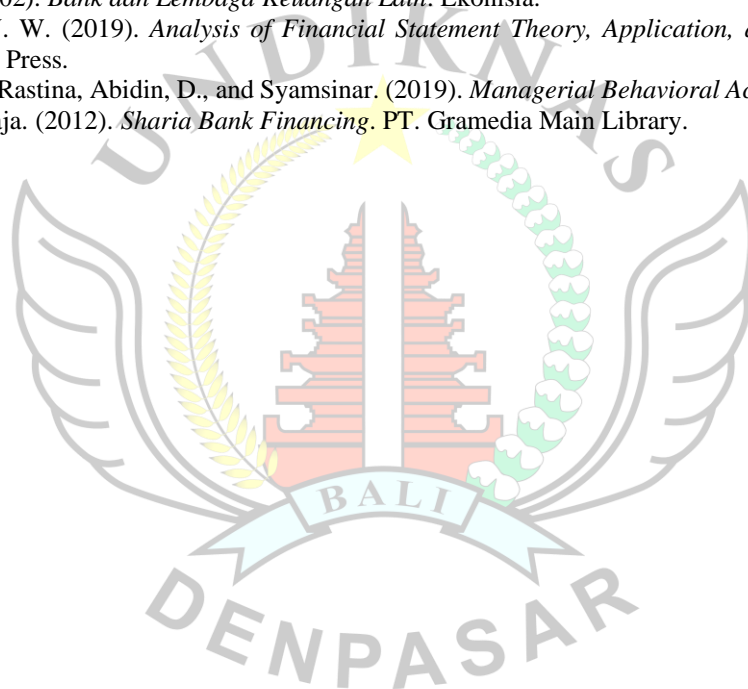 02). Bank dan Lembaga Keuangan Lain. Ekonisia.
. W. (2019). Analysis of Financial Statement Theory, Application,
Press.
Rastina, Abidin, D., and Syamsinar. (2019). Managerial Behavioral
ja. (2012). Sharia Bank Financing. PT. Gramedia Main Library.
UNDIKNAS
BALI
DENPASAR